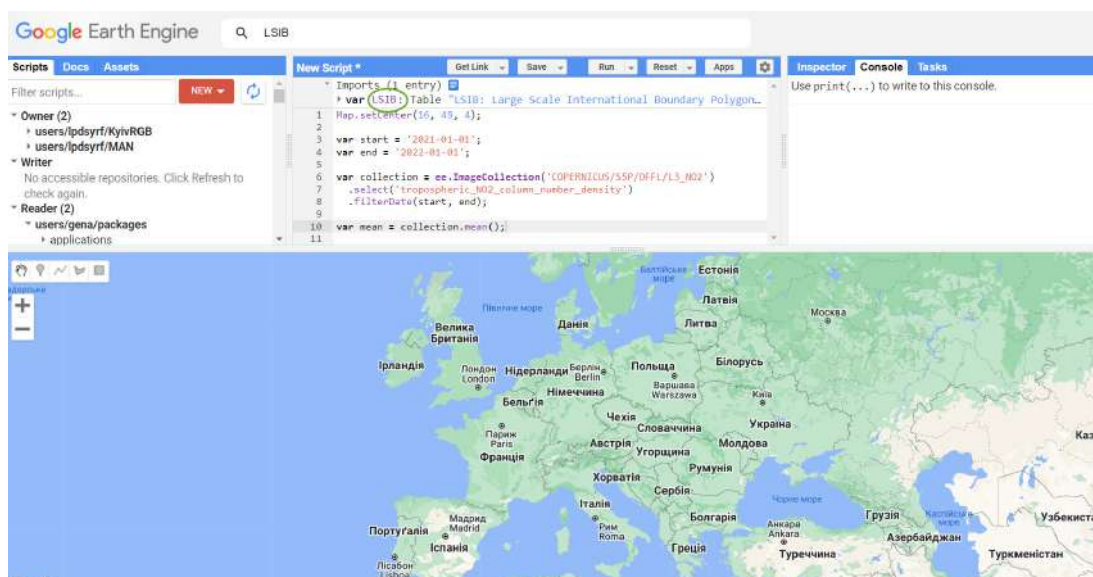 Google Earth Engine
LSIB
Scripts Docs Assets
Filter scripts...
NEW
Owner (2)
users/lpdsyrf/KyivRGB
users/lpdsyrf/MAN
Writer
No accessible repositories. Click Refresh to
check again.
Reader (2)
users/gena/packages
applications
New Script *
Get Link Save Run Reset Apps
Imports (1 entry)
var LSIB: Table "LSIB: Large Scale International Boundary Polygon…
1 Map.setCenter(16, 49, 4);
2
3 var start = '2021-01-01';
4 var end = '2022-01-01';
5
6 var collection = ee.ImageCollection('COPERNICUS/S5P/OFFL/L3_NO2')
7 .select('tropospheric_NO2_column_number_density')
8 .filterDate(start, end);
9
10 var mean = collection.mean();
11
Inspector Console Tasks
Use print(...) to write to this console.
+
−
Балтійське
море
Естонія
Північне море
Латвія
Москва
Велика
Британія
Данія
Литва
Ірландія
Лондон
London
Нідерланди
Берлін
Berlin
Польща
Білорусь
Варшава
Warszawa
Бельгія
Німеччина
Київ
Чехія
Словаччина
Україна
Париж
Paris
Франція
Австрія
Угорщина
Молдова
Каз
Хорватія
Румунія
Сербія
Чорне море
Італія
Грузія
Каспійське
море
Узбекиста
Португалія
Мадрид
Madrid
Рим
Roma
Болгарія
Анкара
Ankara
Азербайджан
Іспанія
Греція
Туреччина
Туркменістан
Лісабон
Lisboa